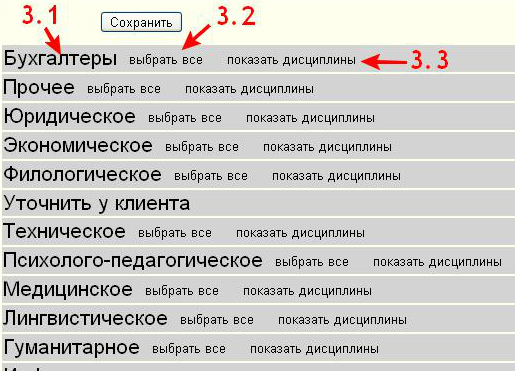 3.1 3.2
Сохранить
Бухгалтеры выбрать все показать дисциплины 3.3
Прочее выбрать все показать дисциплины
Юридическое выбрать все показать дисциплины
Экономическое выбрать все показать дисциплины
Филологическое выбрать все показать дисциплины
Уточнить у клиента
Техническое выбрать все показать дисциплины
Психолого-педагогическое выбрать все показать дисциплины
Медицинское выбрать все показать дисциплины
Лингвистическое выбрать все показать дисциплины
Гуманитарное выбрать все показать дисциплины